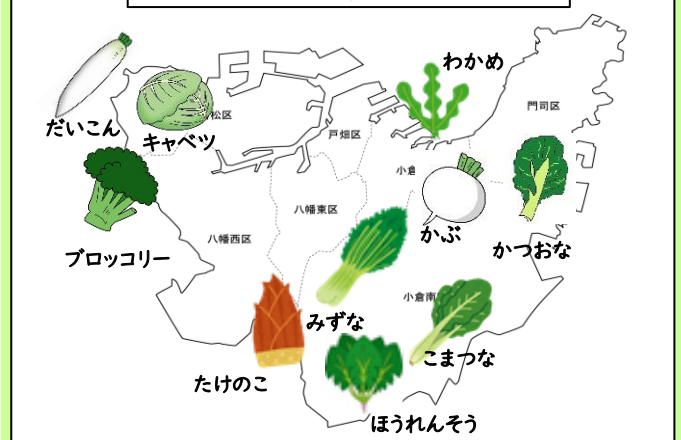 わかめ
門司区
だいこん
キャベツ
松区
戸畑区
小倉
かぶ
かつおな
ブロッコリー
八幡西区
八幡東区
みずな
小倉南
こまつな
たけのこ
ほうれんそう